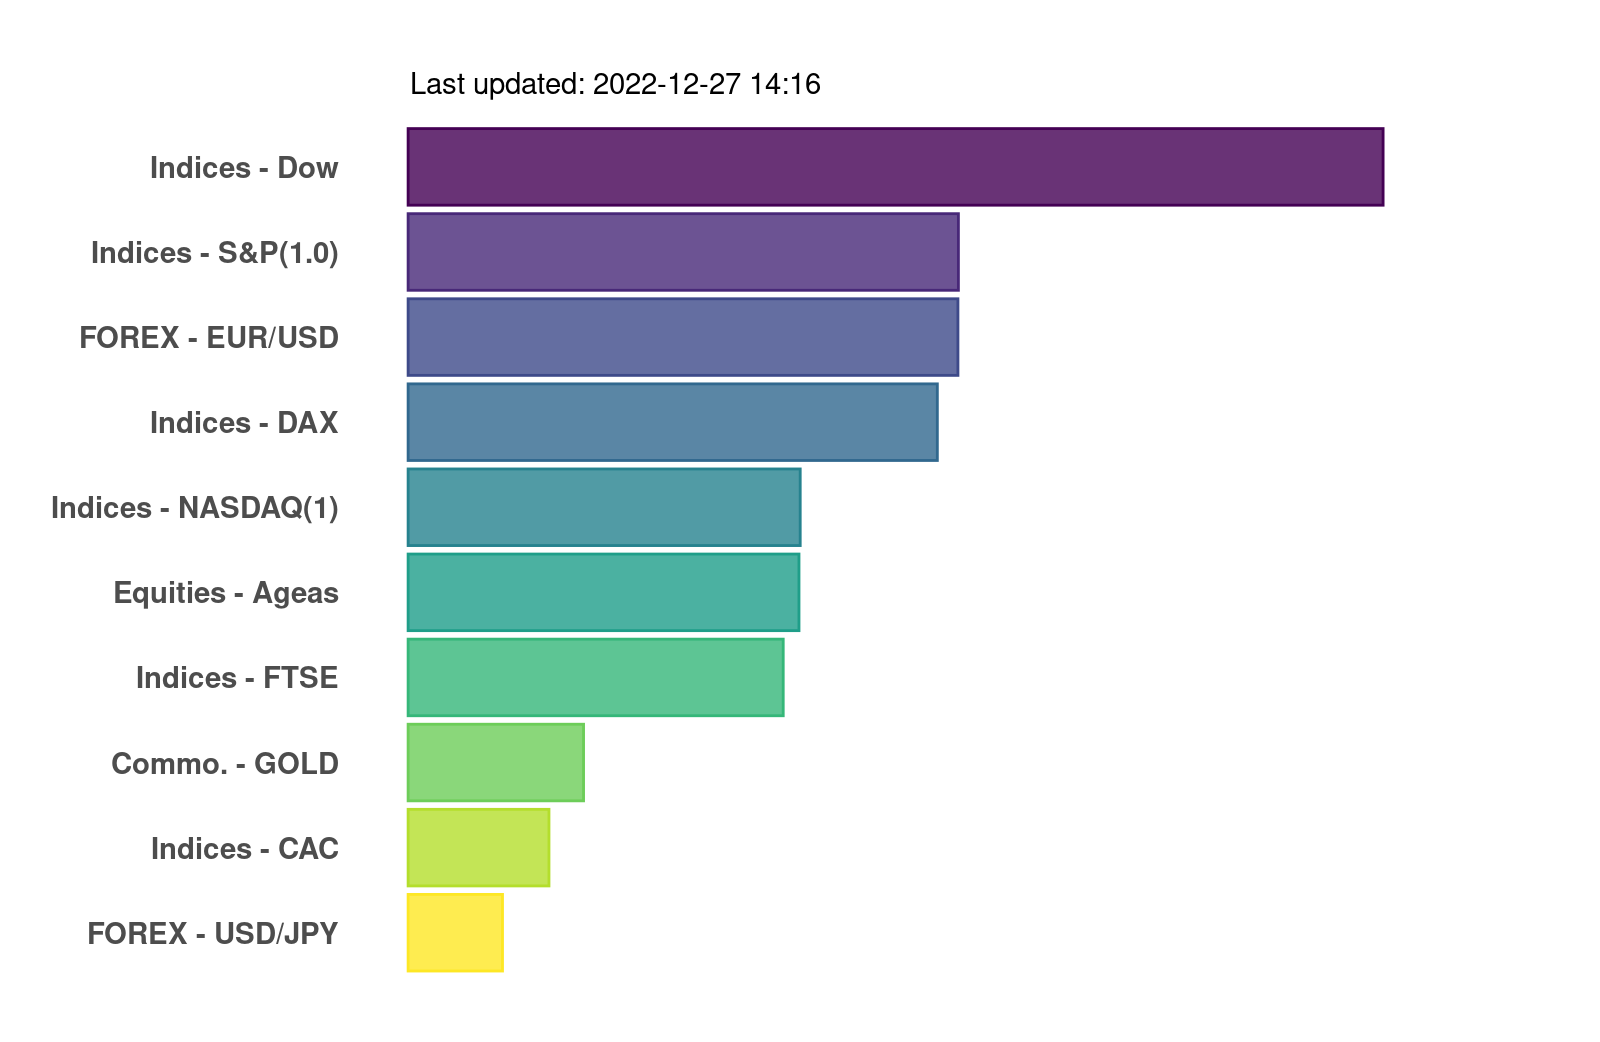 Last updated: 2022-12-27 14:16
Indices - Dow
Indices - S&P(1.0)
FOREX - EUR/USD
Indices - DAX
Indices - NASDAQ(1)
Equities - Ageas
Indices - FTSE
Commo. - GOLD
Indices - CAC
FOREX - USD/JPY